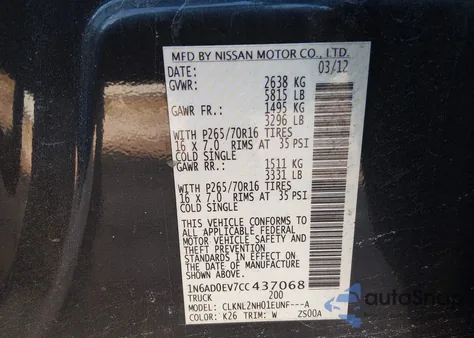 MFD BY NISSAN MOTOR CO., LTD.
DATE: 03/12
GVWR: 2638 KG
5815 LB
GAWR FR.: 1495 KG
3296 LB
WITH P265/70R16 TIRES
16 X 7.0 RIMS AT 35 PSI
COLD SINGLE
GAWR RR.: 1511 KG
3331 LB
WITH P265/70R16 TIRES
16 X 7.0 RIMS AT 35 PSI
COLD SINGLE
THIS VEHICLE CONFORMS TO
ALL APPLICABLE FEDERAL
MOTOR VEHICLE SAFETY AND
THEFT PREVENTION
STANDARDS IN EFFECT ON
THE DATE OF MANUFACTURE
SHOWN ABOVE.
1N6AD0EV7CC437068
TRUCK 200
MODEL: CLKNL2NH01EUNF---A
COLOR: K26 TRIM: W ZS00A
autoSnap